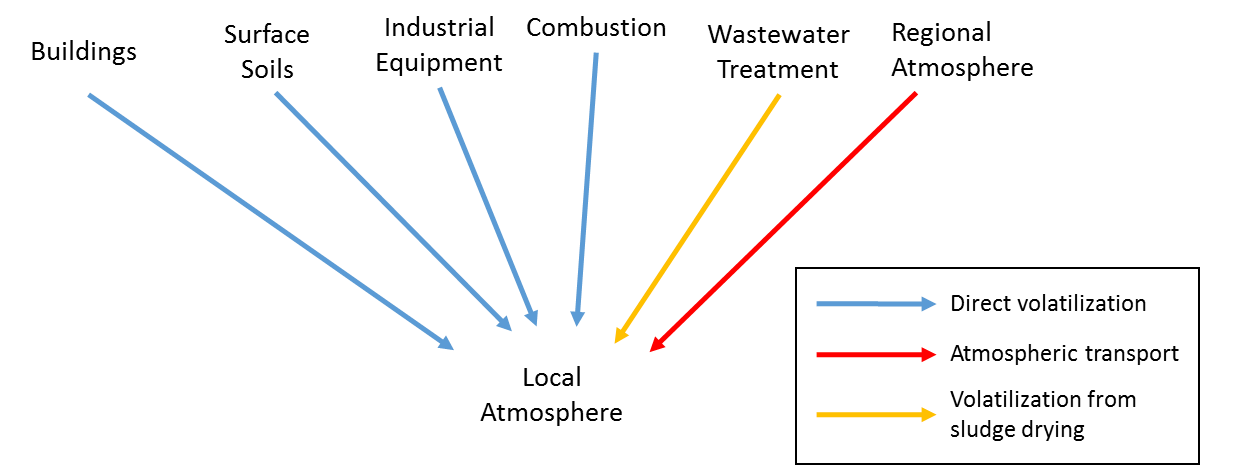 Buildings
Surface
Soils
Industrial
Equipment
Combustion
Wastewater
Treatment
Regional
Atmosphere
Local
Atmosphere
Direct volatilization
Atmospheric transport
Volatilization from
sludge drying